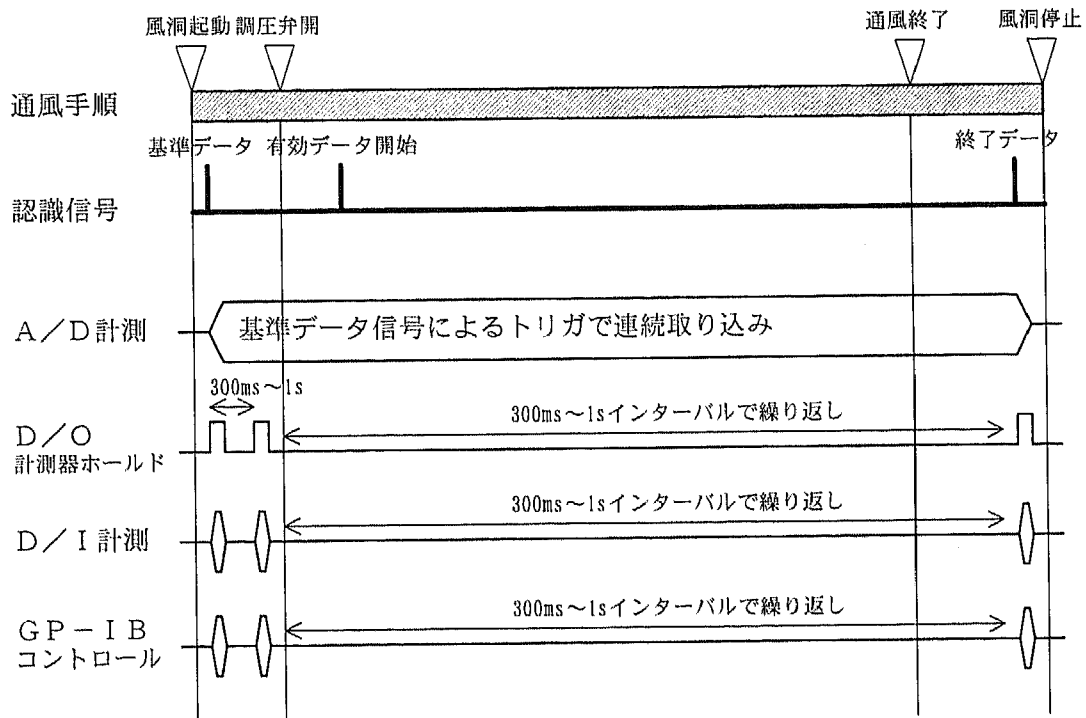 風洞起動 調圧弁開 通風終了 風洞停止
通風手順
基準データ 有効データ開始 終了データ
認識信号
A/D計測
基準データ信号によるトリガで連続取り込み
300ms~1s
D/O
計測器ホールド
300ms~1sインターバルで繰り返し
D/I計測
300ms~1sインターバルで繰り返し
GP-IB
コントロール
300ms~1sインターバルで繰り返し